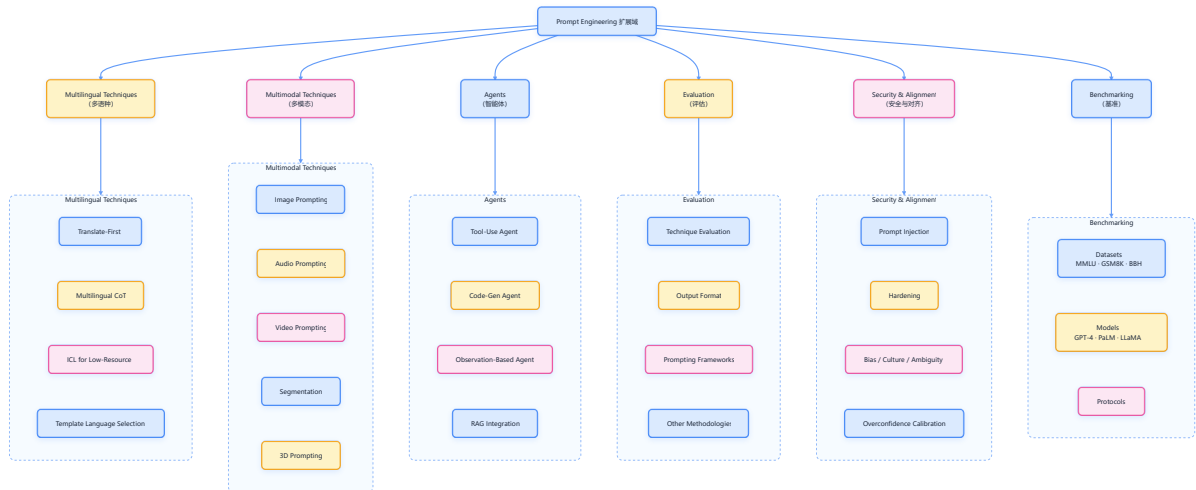 Prompt Engineering 扩展域
Multilingual Techniques
(多语种)
Multimodal Techniques
(多模态)
Agents
(智能体)
Evaluation
(评估)
Security & Alignment
(安全与对齐)
Benchmarking
(基准)
Multilingual Techniques
Translate-First
Multilingual CoT
ICL for Low-Resource
Template Language Selection
Multimodal Techniques
Image Prompting
Audio Prompting
Video Prompting
Segmentation
3D Prompting
Agents
Tool-Use Agent
Code-Gen Agent
Observation-Based Agent
RAG Integration
Evaluation
Technique Evaluation
Output Format
Prompting Frameworks
Other Methodologies
Security & Alignment
Prompt Injection
Hardening
Bias / Culture / Ambiguity
Overconfidence Calibration
Benchmarking
Datasets
MMLU · GSM8K · BBH
Models
GPT-4 · PaLM · LLaMA
Protocols